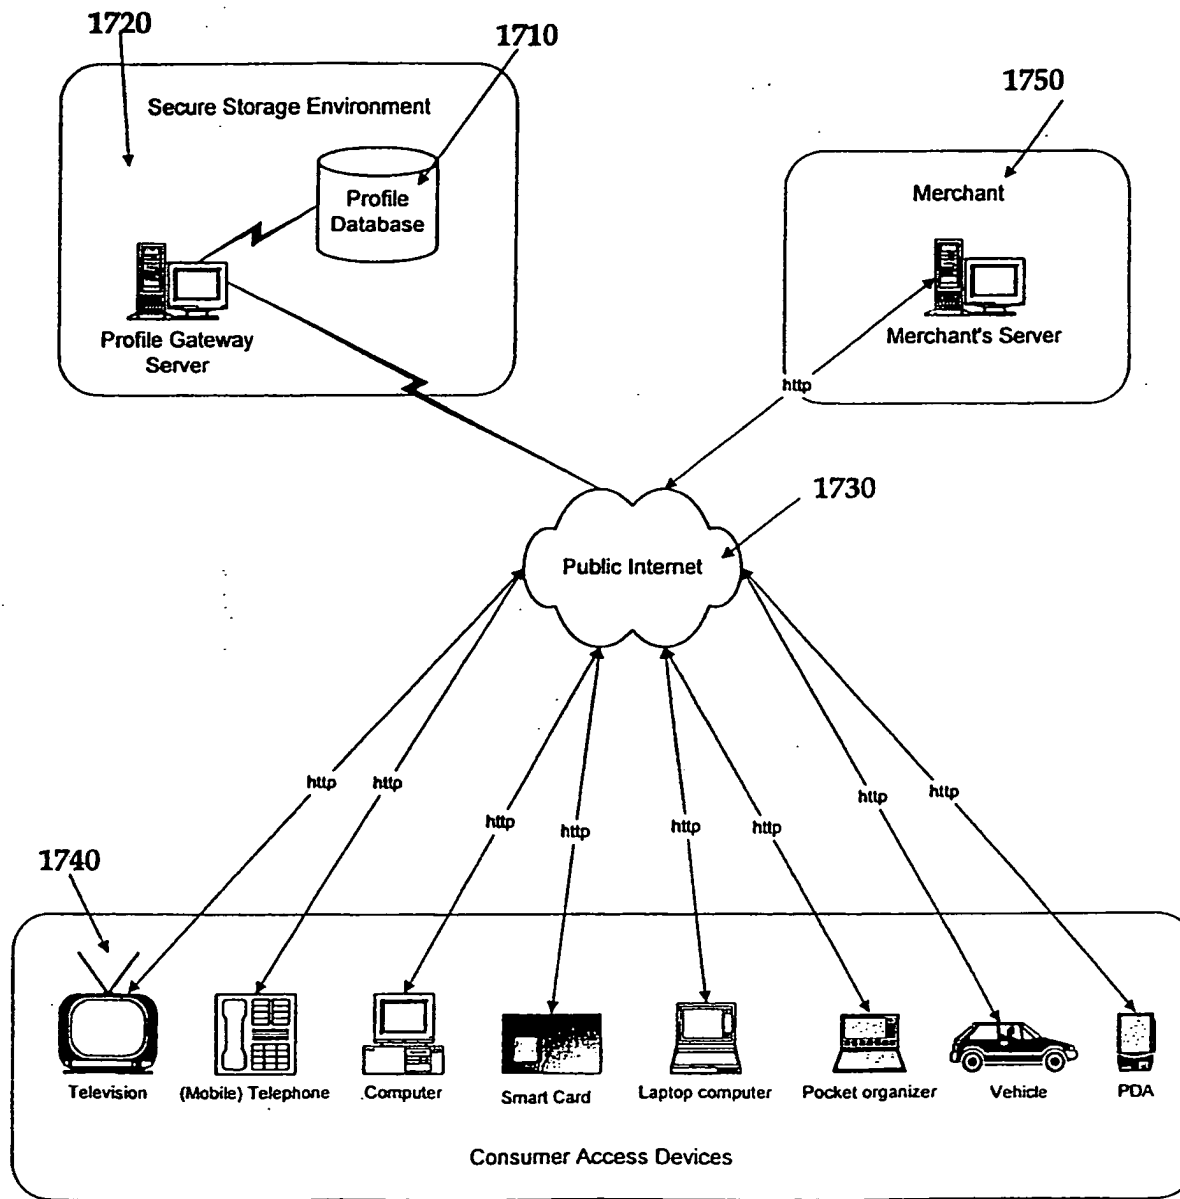 1720
1710
1750
Secure Storage Environment
Profile
Database
Profile Gateway
Server
Merchant
Merchant's Server
http
1730
Public Internet
http
http
http
http
http
http
http
http
1740
Television
(Mobile) Telephone
Computer
Smart Card
Laptop computer
Pocket organizer
Vehicle
PDA
Consumer Access Devices